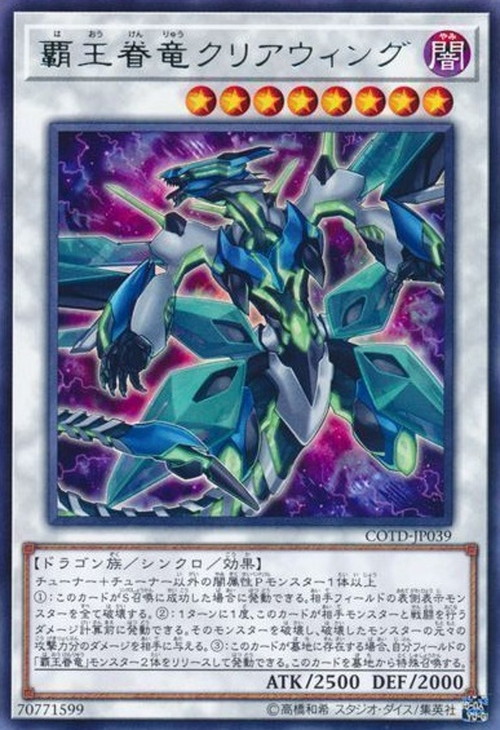 覇王眷竜クリアウィング
闇
COTD-JP039
【ドラゴン族/シンクロ/効果】
チューナー+チューナー以外の闇属性Pモンスター1体以上
①:このカードがS召喚に成功した場合に発動できる。相手フィールドの表側表示モンスターを全て破壊する。②:1ターンに1度、このカードが相手モンスターと戦闘を行う
ダメージ計算前に発動できる。そのモンスターを破壊し、破壊したモンスターの元々の
攻撃力分のダメージを相手に与える。③:このカードが墓地に存在する場合、自分フィールドの
「覇王眷竜」モンスター2体をリリースして発動できる。このカードを墓地から特殊召喚する。
ATK/2500 DEF/2000
70771599
©高橋和希 スタジオ・ダイス/集英社